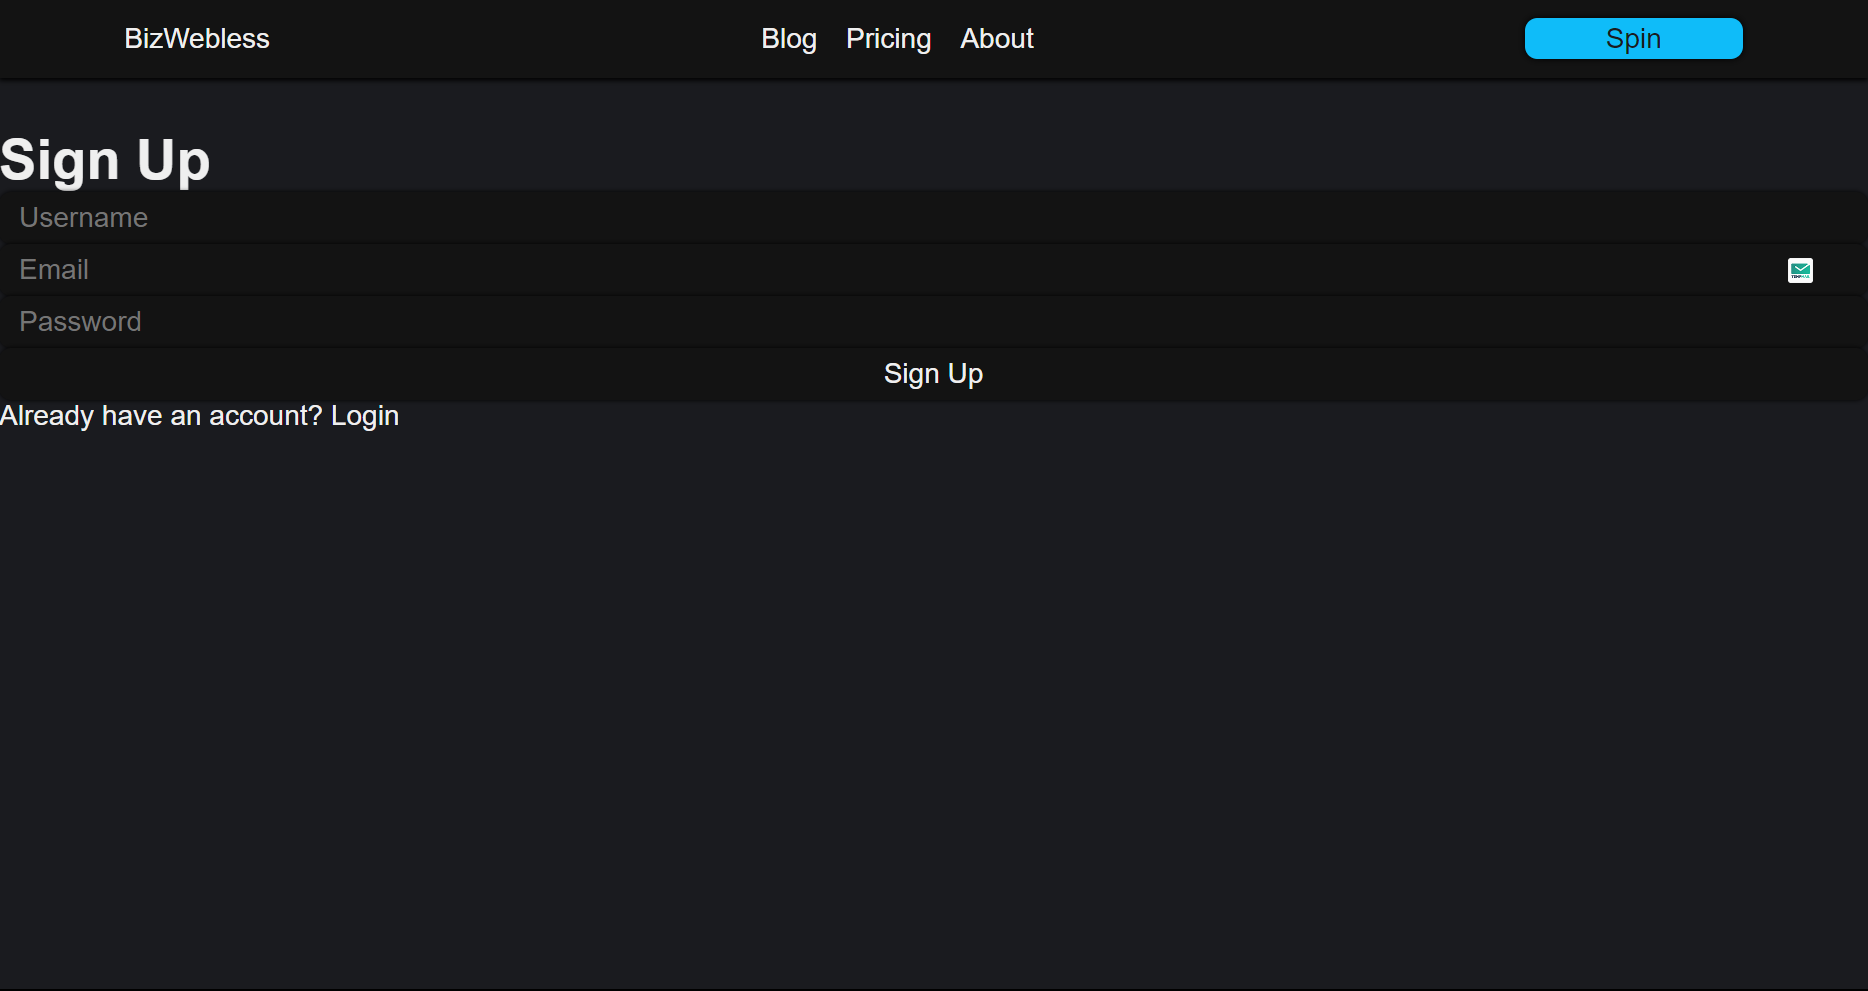 BizWebless Blog Pricing About Spin
Sign Up
Username
Email
Password
Sign Up
Already have an account? Login